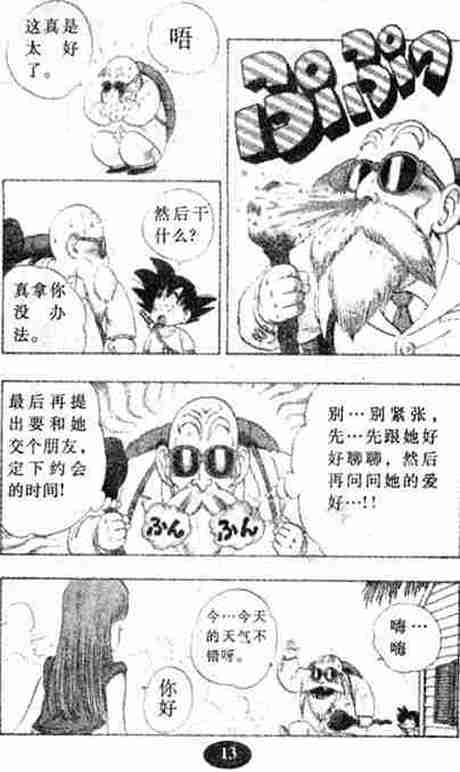 唔
这真是
太好
了。
然后干
什么?
真拿你
没办
法。
别…别紧张,
先…先跟她好
好聊聊,然后
再问问她的爱
好…!!
ふん
ふん
最后再提
出要和她
交个朋友,
定下约会
的时间!
嗨…
嗨
今…今天
的天气不
错呀。
你
好
13